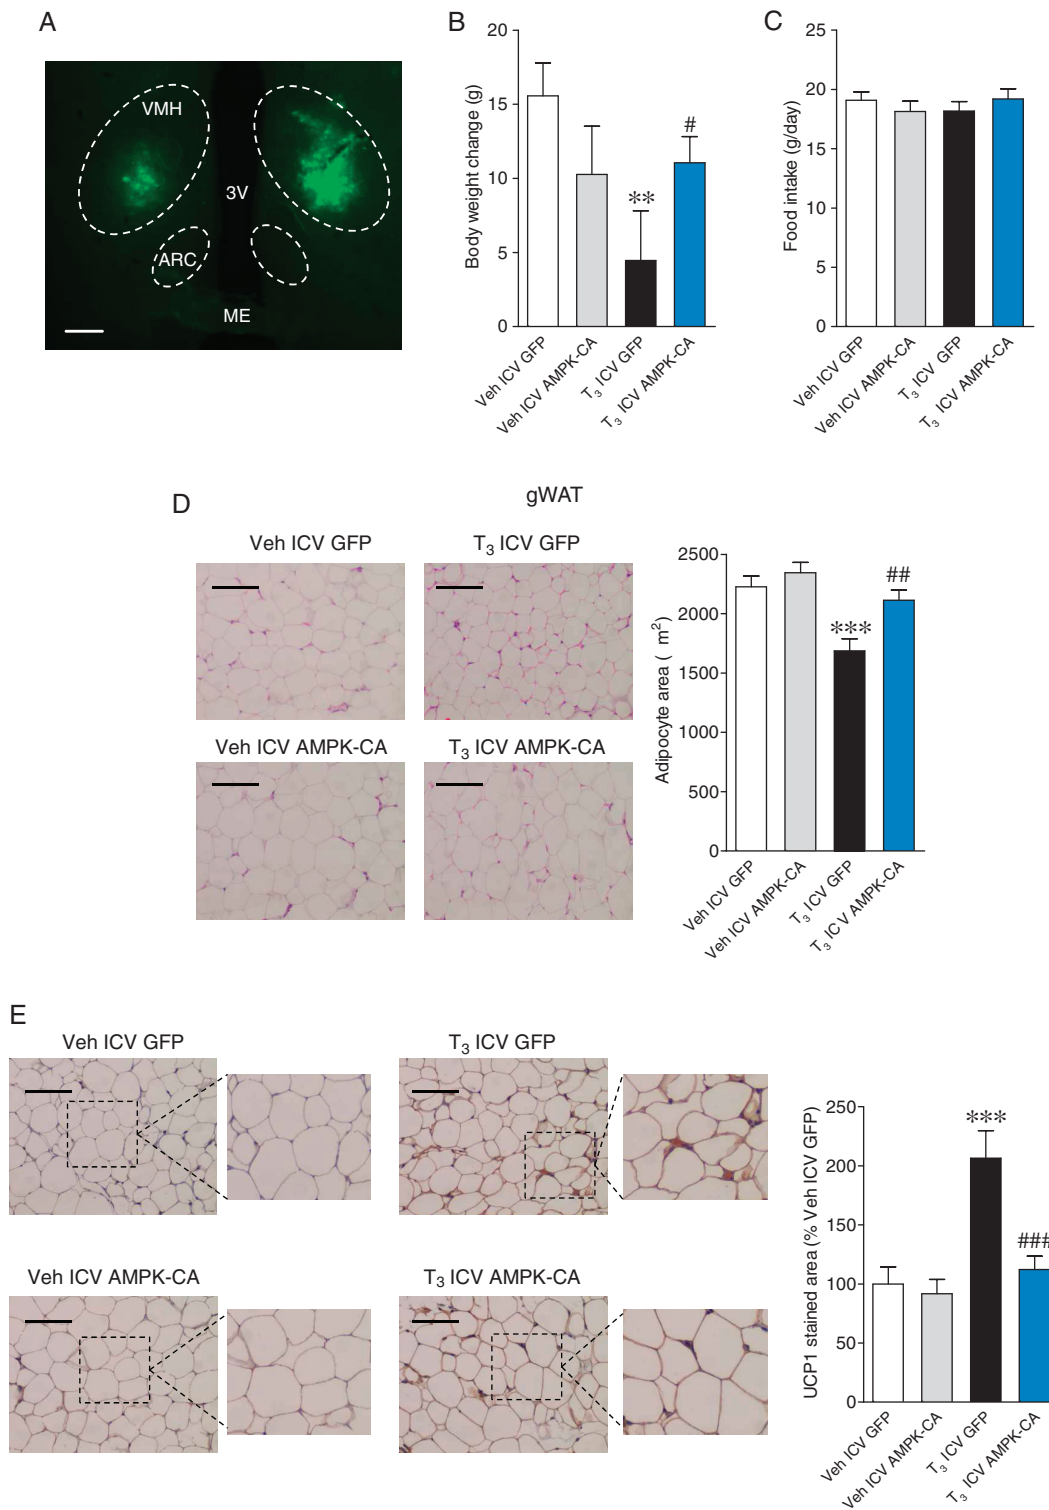 A
VMH
3V
ARC
ME
B
Body weight change (g)
20
15
10
5
0
**
#
Veh ICV GFP
Veh ICV AMPK-CA
T₃ ICV GFP
T₃ ICV AMPK-CA
C
Food intake (g/day)
25
20
15
10
5
0
Veh ICV GFP
Veh ICV AMPK-CA
T₃ ICV GFP
T₃ ICV AMPK-CA
D
gWAT
Veh ICV GFP
T₃ ICV GFP
Veh ICV AMPK-CA
T₃ ICV AMPK-CA
Adipocyte area ( m²)
2500
2000
1500
1000
500
0
***
##
Veh ICV GFP
Veh ICV AMPK-CA
T₃ ICV GFP
T₃ ICV AMPK-CA
E
Veh ICV GFP
T₃ ICV GFP
Veh ICV AMPK-CA
T₃ ICV AMPK-CA
UCP1 stained area (% Veh ICV GFP)
250
200
150
100
50
0
***
###
Veh ICV GFP
Veh ICV AMPK-CA
T₃ ICV GFP
T₃ ICV AMPK-CA